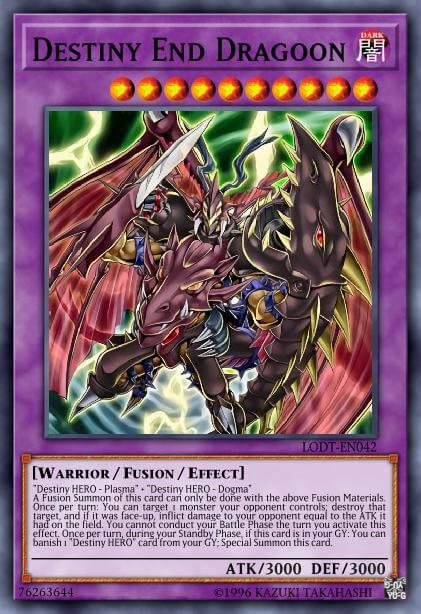 DESTINY END DRAGOON
DARK
闇
LODT-EN042
[WARRIOR / FUSION / EFFECT]
"Destiny HERO - Plasma" + "Destiny HERO - Dogma"
A Fusion Summon of this card can only be done with the above Fusion Materials.
Once per turn: You can target 1 monster your opponent controls; destroy that
target, and if it was face-up, inflict damage to your opponent equal to the ATK it
had on the field. You cannot conduct your Battle Phase the turn you activate this
effect. Once per turn, during your Standby Phase, if this card is in your GY: You can
banish 1 "Destiny HERO" card from your GY; Special Summon this card.
ATK/3000 DEF/3000
76263644
©1996 KAZUKI TAKAHASHI